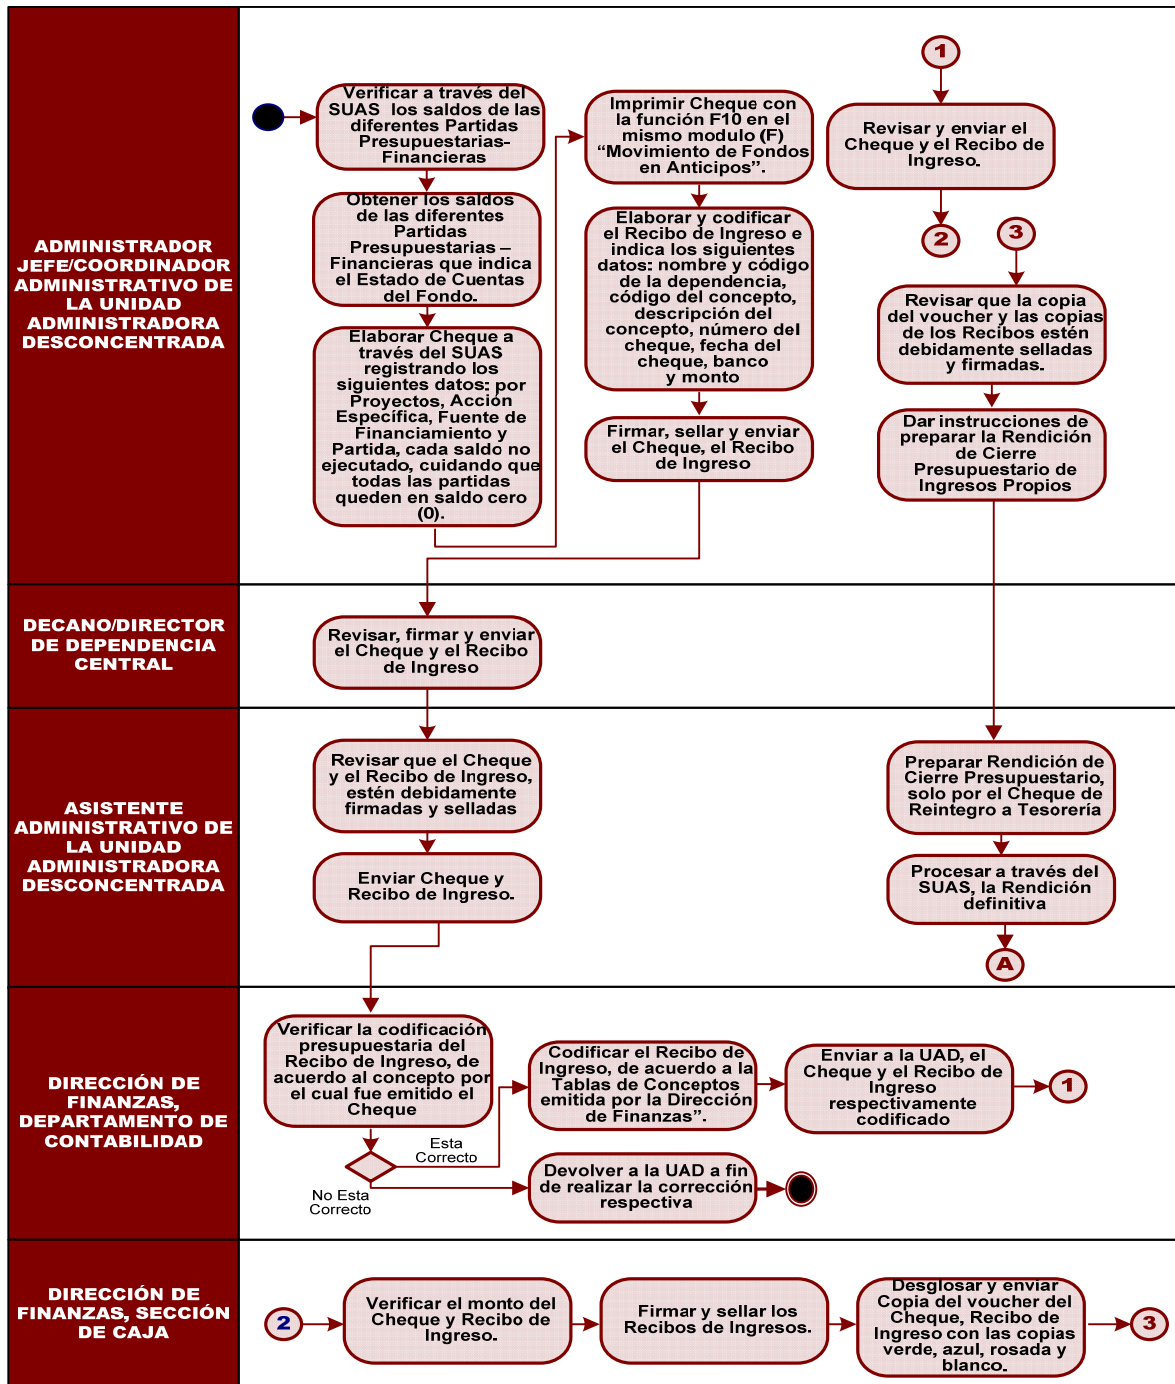 ADMINISTRADOR
JEFE/COORDINADOR
ADMINISTRATIVO DE
LA UNIDAD
ADMINISTRADORA
DESCONCENTRADA
Verificar a través del
SUAS los saldos de las
diferentes Partidas
Presupuestarias-
Financieras
Obtener los saldos
de las diferentes
Partidas
Presupuestarias –
Financieras que indica
el Estado de Cuentas
del Fondo.
Elaborar Cheque a
través del SUAS
registrando los
siguientes datos: por
Proyectos, Acción
Específica, Fuente de
Financiamiento y
Partida, cada saldo no
ejecutado, cuidando que
todas las partidas
queden en saldo cero
(0).
Imprimir Cheque con
la función F10 en el
mismo modulo (F)
“Movimiento de Fondos
en Anticipos”.
Elaborar y codificar
el Recibo de Ingreso e
indica los siguientes
datos: nombre y código
de la dependencia,
código del concepto,
descripción del
concepto, número del
cheque, fecha del
cheque, banco
y monto
Firmar, sellar y enviar
el Cheque, el Recibo
de Ingreso
1
Revisar y enviar el
Cheque y el Recibo de
Ingreso.
2
3
Revisar que la copia
del voucher y las copias
de los Recibos estén
debidamente selladas
y firmadas.
Dar instrucciones de
preparar la Rendición
de Cierre
Presupuestario de
Ingresos Propios
DECANO/DIRECTOR
DE DEPENDENCIA
CENTRAL
Revisar, firmar y enviar
el Cheque y el Recibo
de Ingreso
ASISTENTE
ADMINISTRATIVO DE
LA UNIDAD
ADMINISTRADORA
DESCONCENTRADA
Revisar que el Cheque
y el Recibo de Ingreso,
estén debidamente
firmadas y selladas
Enviar Cheque y
Recibo de Ingreso.
Preparar Rendición de
Cierre Presupuestario,
solo por el Cheque de
Reintegro a Tesorería
Procesar a través del
SUAS, la Rendición
definitiva
A
DIRECCIÓN DE
FINANZAS,
DEPARTAMENTO DE
CONTABILIDAD
Verificar la codificación
presupuestaria del
Recibo de Ingreso, de
acuerdo al concepto por
el cual fue emitido el
Cheque
Esta
Correcto
No Esta
Correcto
Codificar el Recibo de
Ingreso, de acuerdo a la
Tablas de Conceptos
emitida por la Dirección
de Finanzas”.
Enviar a la UAD, el
Cheque y el Recibo de
Ingreso
respectivamente
codificado
1
Devolver a la UAD a fin
de realizar la corrección
respectiva
DIRECCIÓN DE
FINANZAS, SECCIÓN
DE CAJA
2
Verificar el monto del
Cheque y Recibo de
Ingreso.
Firmar y sellar los
Recibos de Ingresos.
Desglosar y enviar
Copia del voucher del
Cheque, Recibo de
Ingreso con las copias
verde, azul, rosada y
blanco.
3